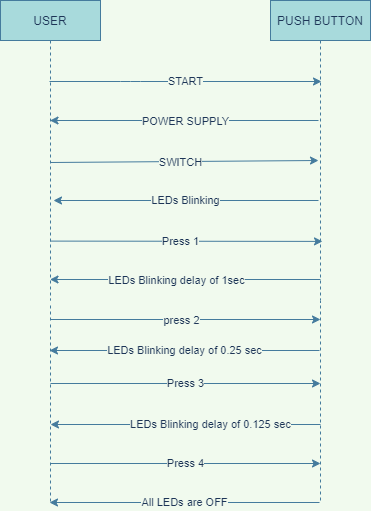 USER
PUSH BUTTON
START
POWER SUPPLY
SWITCH
LEDs Blinking
Press 1
LEDs Blinking delay of 1sec
press 2
LEDs Blinking delay of 0.25 sec
Press 3
LEDs Blinking delay of 0.125 sec
Press 4
All LEDs are OFF